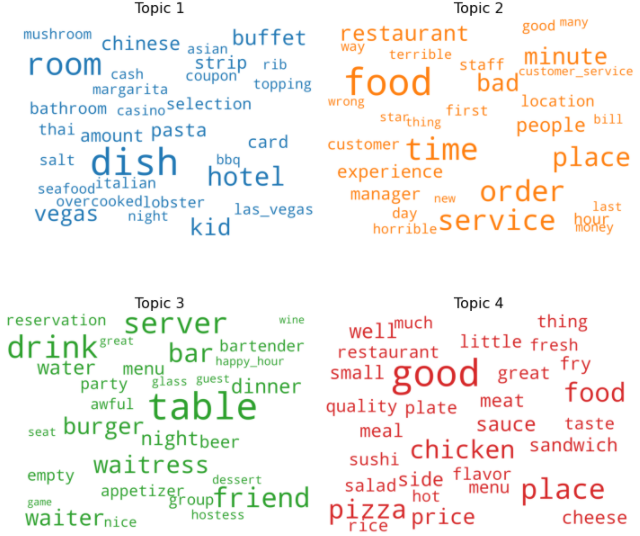 Topic 1
mushroom
chinese
buffet
asian
room
strip
rib
cash
coupon
topping
margarita
bathroom
casino
selection
thai
amount
pasta
card
salt
dish
bbq
hotel
seafood
italian
overcooked
lobster
vegas
night
las_vegas
kid
Topic 2
restaurant
good
many
way
terrible
staff
minute
food
bad
customer_service
wrong
location
star
thing
first
people
bill
customer
time
place
experience
manager
new
order
last
day
service
hour
horrible
money
Topic 3
reservation
server
wine
drink
great
bar
bartender
water
menu
happy_hour
party
glass
guest
dinner
awful
table
seat
burger
night
beer
waitress
empty
dessert
appetizer
group
friend
game
waiter
nice
hostess
Topic 4
well
much
thing
restaurant
little
fresh
small
good
great
fry
food
quality
plate
meat
meal
sauce
taste
chicken
sandwich
sushi
salad
side
flavor
hot
menu
place
pizza
rice
price
cheese